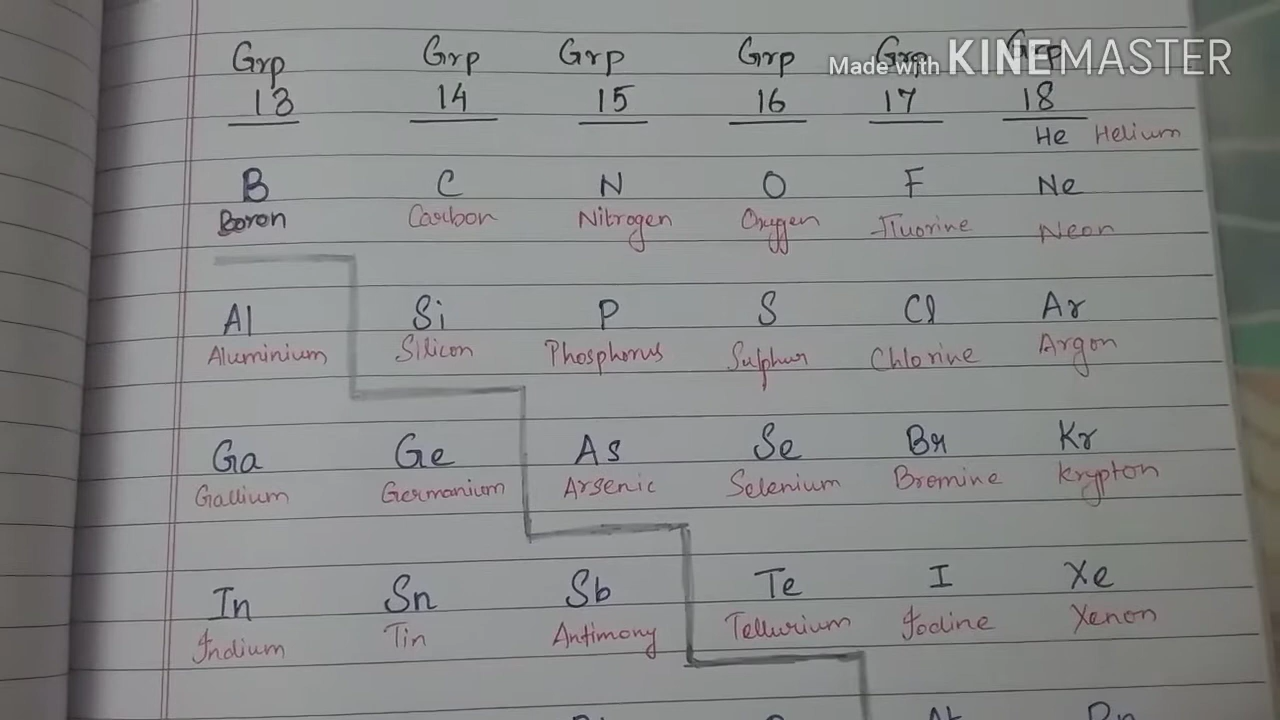 Grp Grp Grp Grp Grp Grp
13 14 15 16 17 18
Made with KINEMASTER
He Helium
B C N O F Ne
Boron Carbon Nitrogen Oxygen Fluorine Neon
Al Si P S Cl Ar
Aluminium Silicon Phosphorus Sulphur Chlorine Argon
Ga Ge As Se Br Kr
Gallium Germanium Arsenic Selenium Bromine Krypton
In Sn Sb Te I Xe
Indium Tin Antimony Tellurium Iodine Xenon